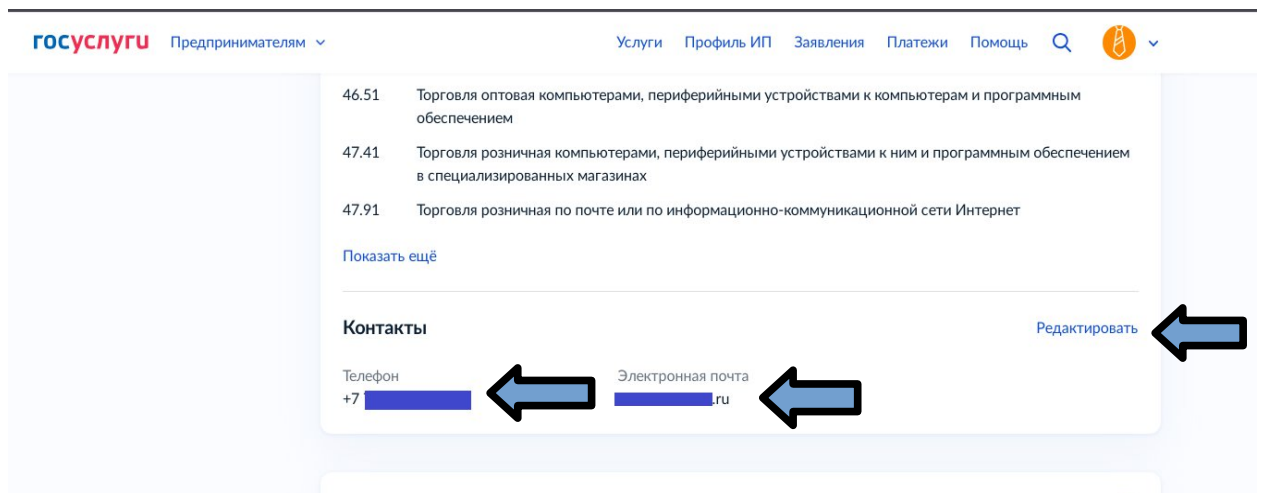 госуслуги Предпринимателям Услуги Профиль ИП Заявления Платежи Помощь
46.51 Торговля оптовая компьютерами, периферийными устройствами к компьютерам и программным
обеспечением
47.41 Торговля розничная компьютерами, периферийными устройствами к ним и программным обеспечением
в специализированных магазинах
47.91 Торговля розничная по почте или по информационно-коммуникационной сети Интернет
Показать ещё
Контакты Редактировать
Телефон Электронная почта
+7 .ru